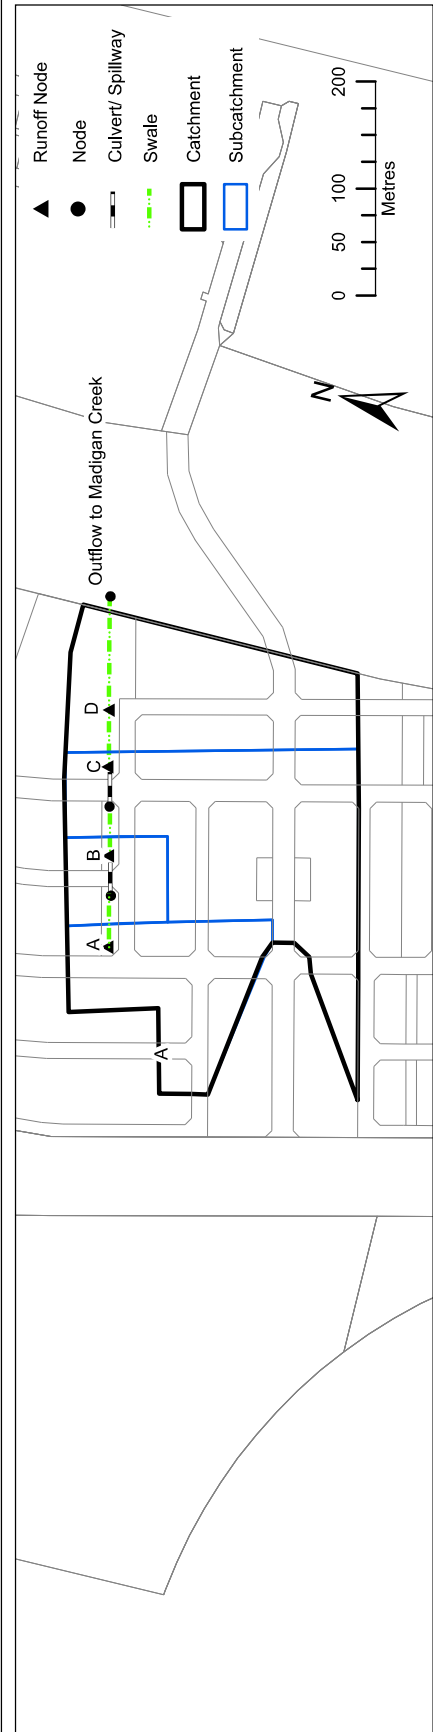 Runoff Node
Node
Culvert/ Spillway
Swale
Catchment
Subcatchment
0
50
100
200
Metres
N
Outflow to Madigan Creek
A
B
C
D
A